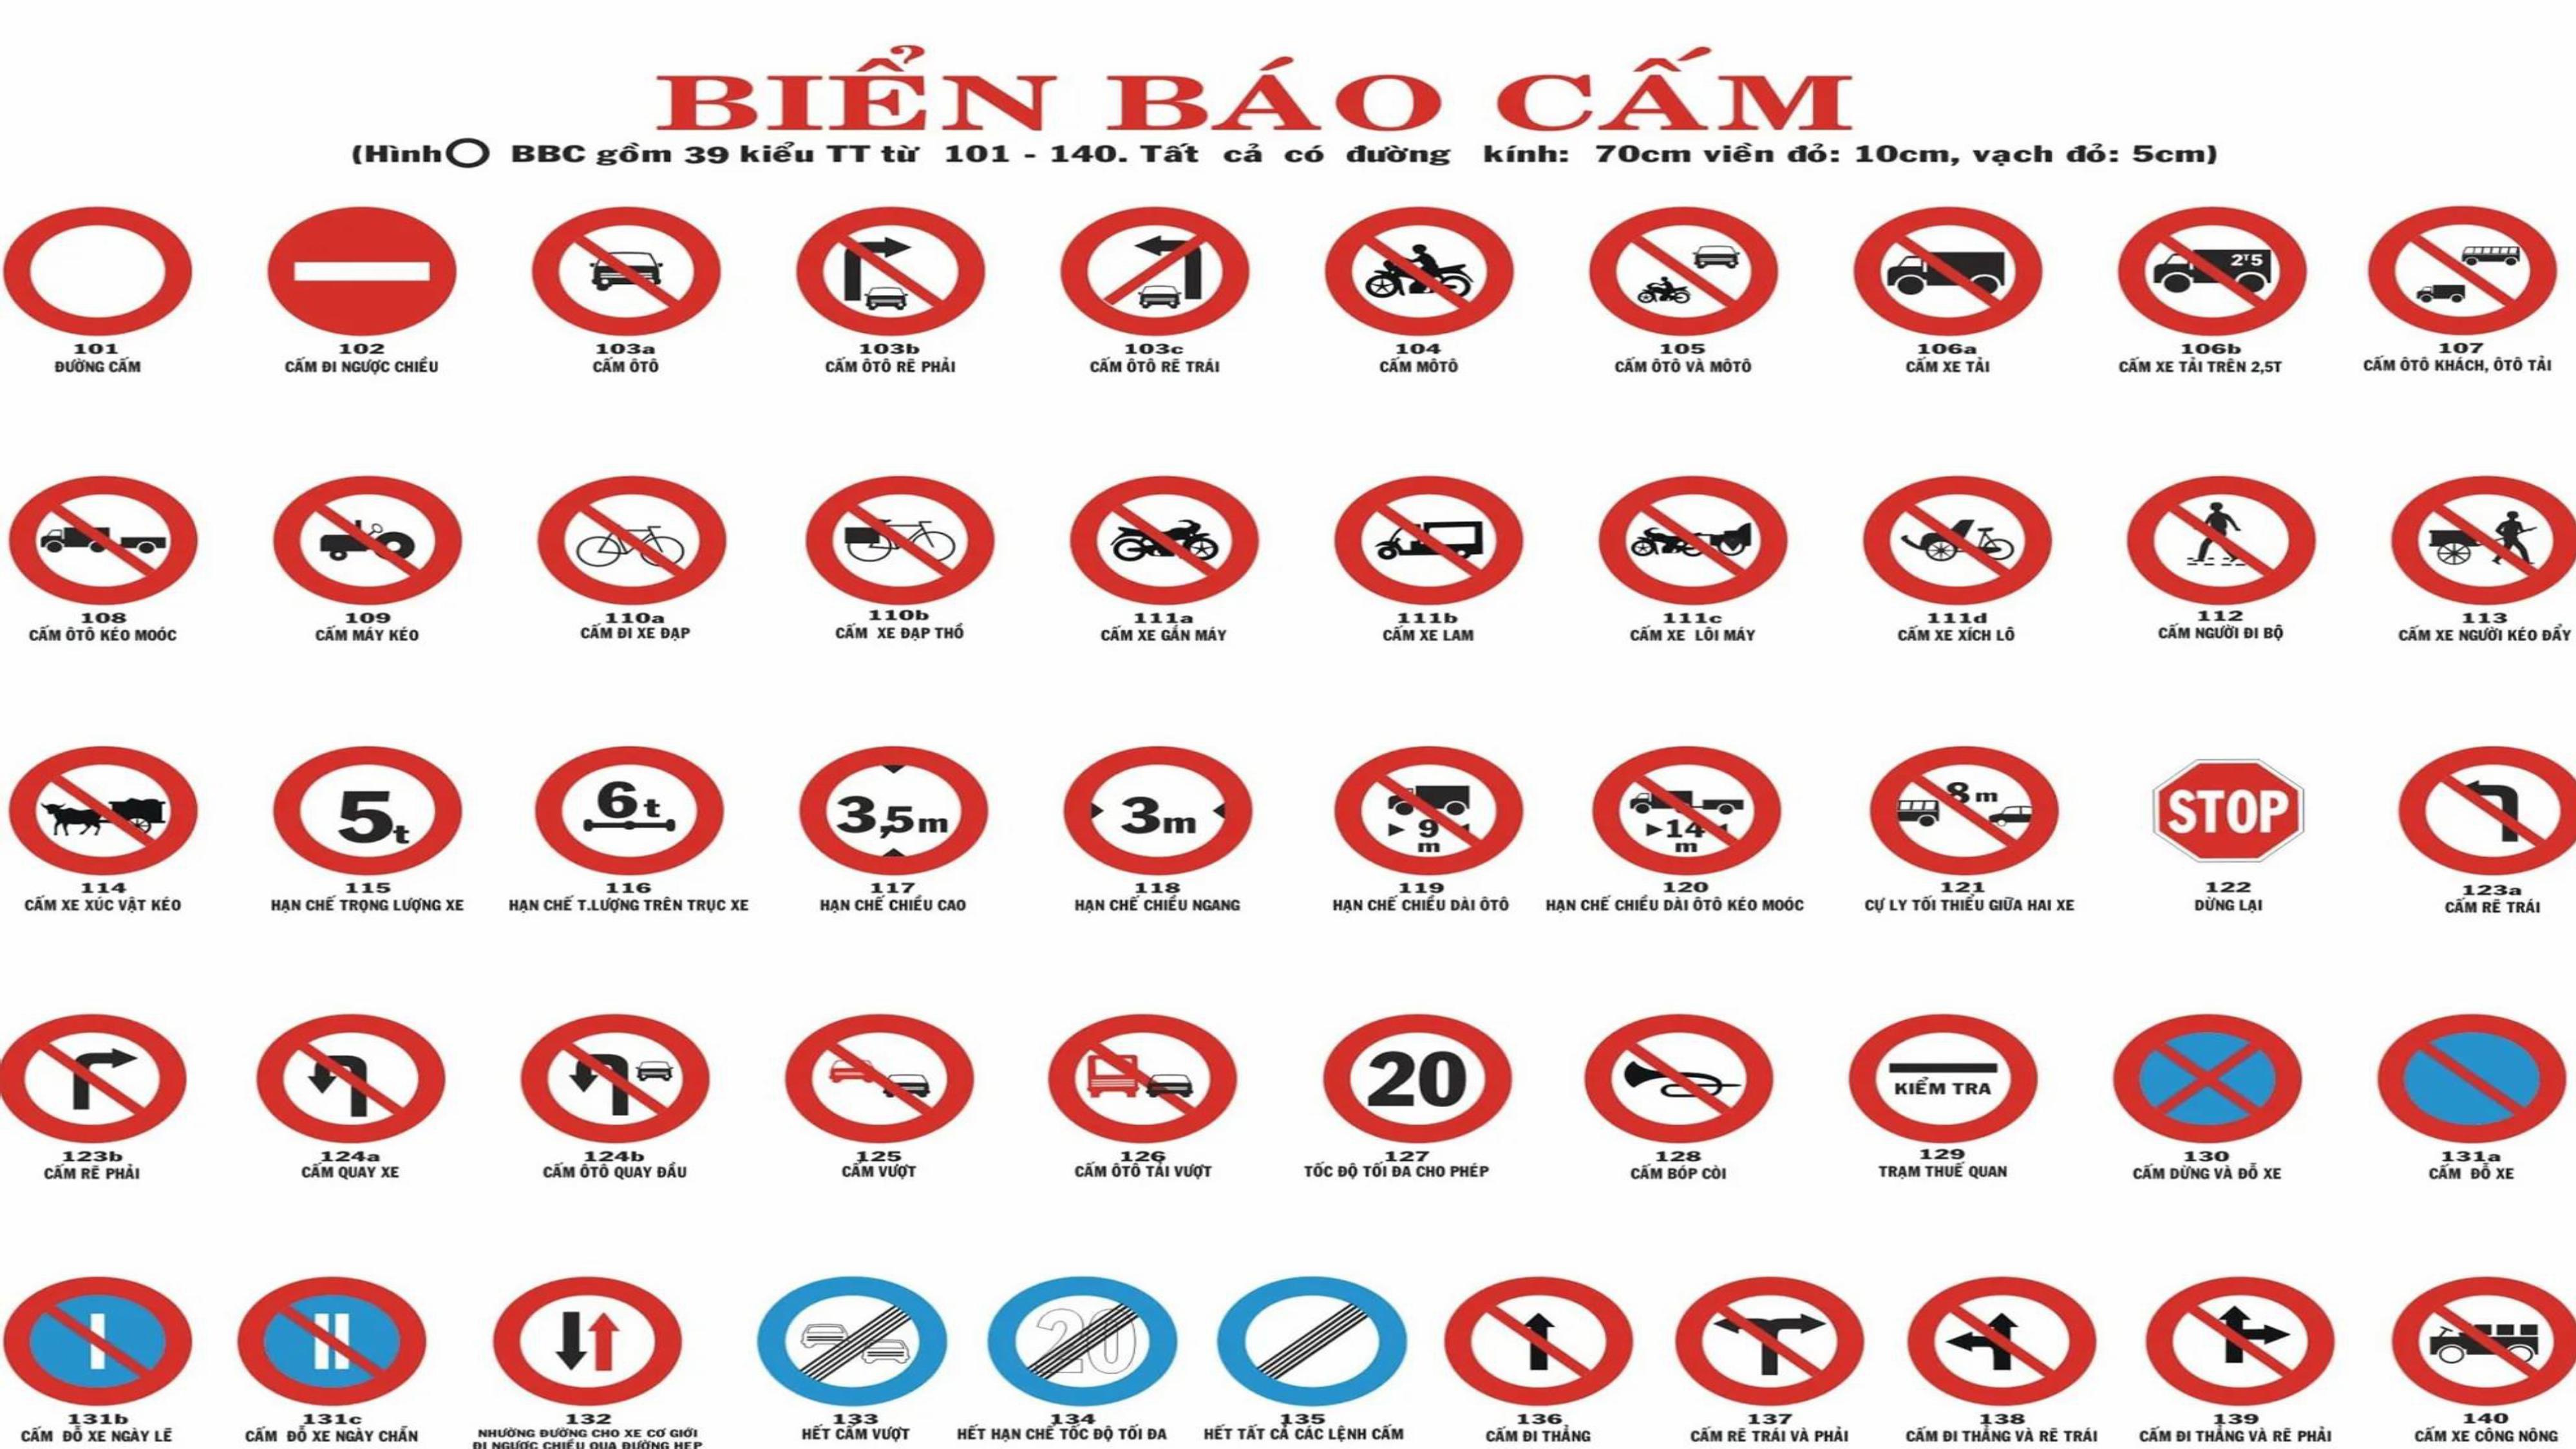 BIỂN BÁO CẤM
(Hình BBC gồm 39 kiểu TT từ 101 - 140. Tất cả có đường kính: 70cm viền đỏ: 10cm, vạch đỏ: 5cm)
2T5
101
ĐƯỜNG CẤM
102
CẤM ĐI NGƯỢC CHIỀU
103a
CẤM ÔTÔ
103b
CẤM ÔTÔ RẼ PHẢI
103c
CẤM ÔTÔ RẼ TRÁI
104
CẤM MÔTÔ
105
CẤM ÔTÔ VÀ MÔTÔ
106a
CẤM XE TẢI
106b
CẤM XE TẢI TRÊN 2,5T
107
CẤM ÔTÔ KHÁCH, ÔTÔ TẢI
108
CẤM ÔTÔ KÉO MOÓC
109
CẤM MÁY KÉO
110a
CẤM ĐI XE ĐẠP
110b
CẤM XE ĐẠP THỒ
111a
CẤM XE GẮN MÁY
111b
CẤM XE LAM
111c
CẤM XE LÔI MÁY
111d
CẤM XE XÍCH LÔ
112
CẤM NGƯỜI ĐI BỘ
113
CẤM XE NGƯỜI KÉO ĐẨY
114
CẤM XE XÚC VẬT KÉO
5t
115
HẠN CHẾ TRỌNG LƯỢNG XE
6t
116
HẠN CHẾ T.LƯỢNG TRÊN TRỤC XE
3,5m
117
HẠN CHẾ CHIỀU CAO
3m
118
HẠN CHẾ CHIỀU NGANG
9
m
119
HẠN CHẾ CHIỀU DÀI ÔTÔ
14
m
120
HẠN CHẾ CHIỀU DÀI ÔTÔ KÉO MOÓC
8m
121
CỰ LY TỐI THIỂU GIỮA HAI XE
STOP
122
DỪNG LẠI
123a
CẤM RẼ TRÁI
123b
CẤM RẼ PHẢI
124a
CẤM QUAY XE
124b
CẤM ÔTÔ QUAY ĐẦU
125
CẤM VƯỢT
126
CẤM ÔTÔ TẢI VƯỢT
20
127
TỐC ĐỘ TỐI ĐA CHO PHÉP
128
CẤM BÓP CÒI
KIỂM TRA
129
TRẠM THUẾ QUAN
130
CẤM DỪNG VÀ ĐỖ XE
131a
CẤM ĐỖ XE
131b
CẤM ĐỖ XE NGÀY LẼ
131c
CẤM ĐỖ XE NGÀY CHẴN
132
NHƯỜNG ĐƯỜNG CHO XE CƠ GIỚI
ĐI NGƯỢC CHIỀU QUA ĐƯỜNG HẸP
133
HẾT CẤM VƯỢT
20
134
HẾT HẠN CHẾ TỐC ĐỘ TỐI ĐA
135
HẾT TẤT CẢ CÁC LỆNH CẤM
136
CẤM ĐI THẲNG
137
CẤM RẼ TRÁI VÀ PHẢI
138
CẤM ĐI THẲNG VÀ RẼ TRÁI
139
CẤM ĐI THẲNG VÀ RẼ PHẢI
140
CẤM XE CÔNG NÔNG